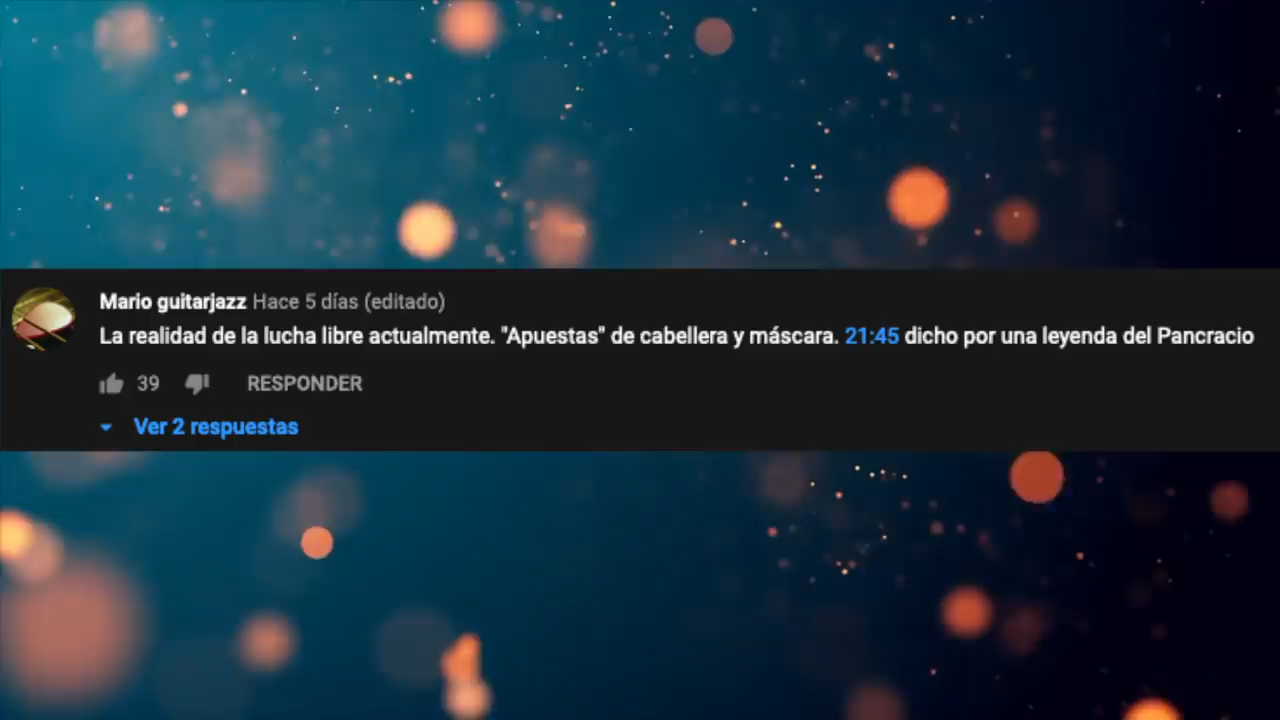 Mario guitarjazz Hace 5 días (editado)
La realidad de la lucha libre actualmente. "Apuestas" de cabellera y máscara. 21:45 dicho por una leyenda del Pancracio
39 RESPONDER
Ver 2 respuestas